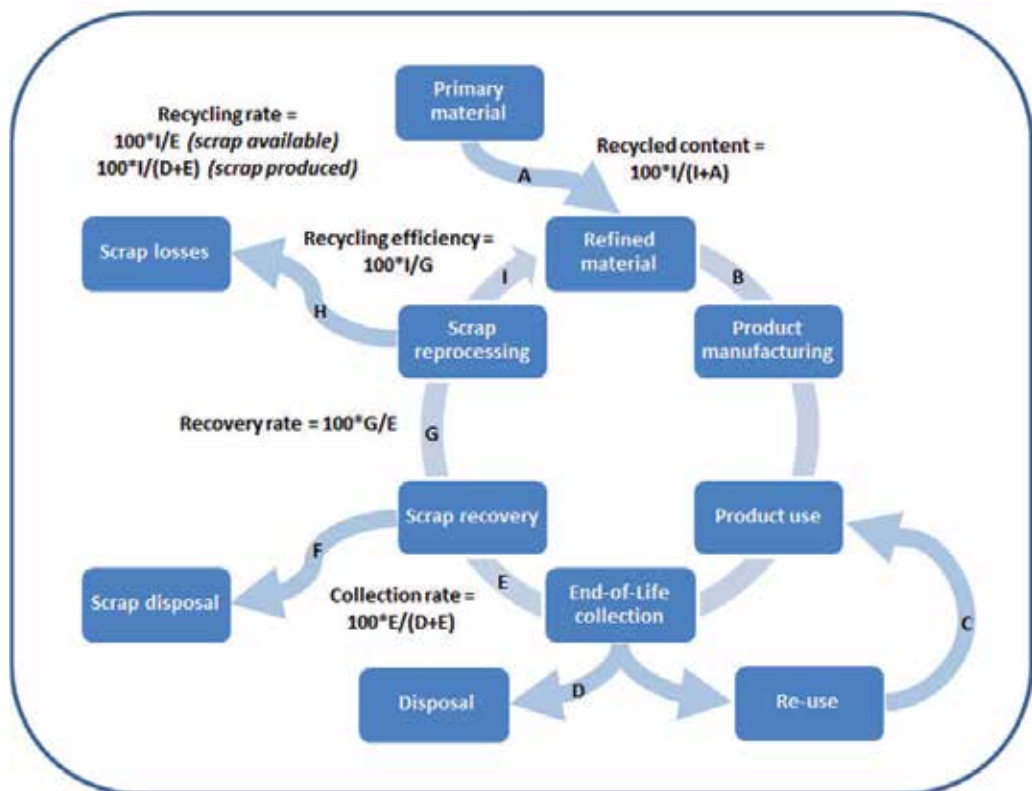 Primary
material
Recycling rate =
100*I/E (scrap available)
100*I/(D+E) (scrap produced)
A
Recycled content =
100*I/(I+A)
Scrap losses
Recycling efficiency =
100*I/G
Refined
material
I
B
H
Scrap
reprocessing
Product
manufacturing
Recovery rate = 100*G/E
G
Scrap recovery
Product use
F
E
Scrap disposal
Collection rate =
100*E/(D+E)
End-of-Life
collection
C
Disposal
D
Re-use